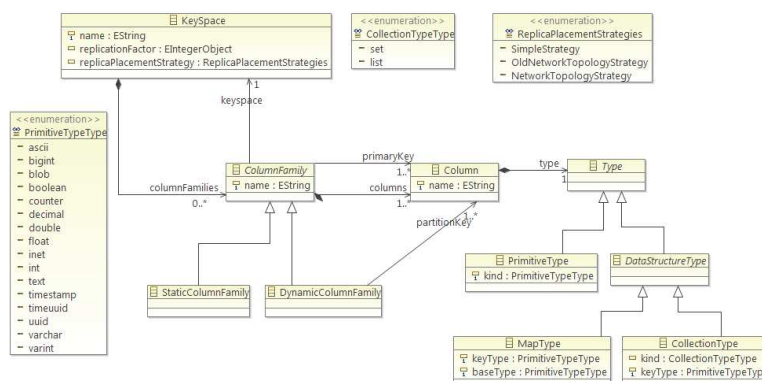 KeySpace
name : EString
replicationFactor : EIntegerObject
replicaPlacementStrategy : ReplicaPlacementStrategies
<<enumeration>>
CollectionTypeType
set
list
<<enumeration>>
ReplicaPlacementStrategies
SimpleStrategy
OldNetworkTopologyStrategy
NetworkTopologyStrategy
1
keyspace
<<enumeration>>
PrimitiveTypeType
ascii
bigint
blob
boolean
counter
decimal
double
float
inet
int
text
timestamp
timeuuid
uuid
varchar
varint
columnFamilies
0..*
ColumnFamily
name : EString
primaryKey
1..*
columns
1..*
Column
name : EString
type
1
Type
partitionKey
1..*
StaticColumnFamily
DynamicColumnFamily
PrimitiveType
kind : PrimitiveTypeType
DataStructureType
MapType
keyType : PrimitiveTypeType
baseType : PrimitiveTypeType
CollectionType
kind : CollectionTypeType
keyType : PrimitiveTypeTyp